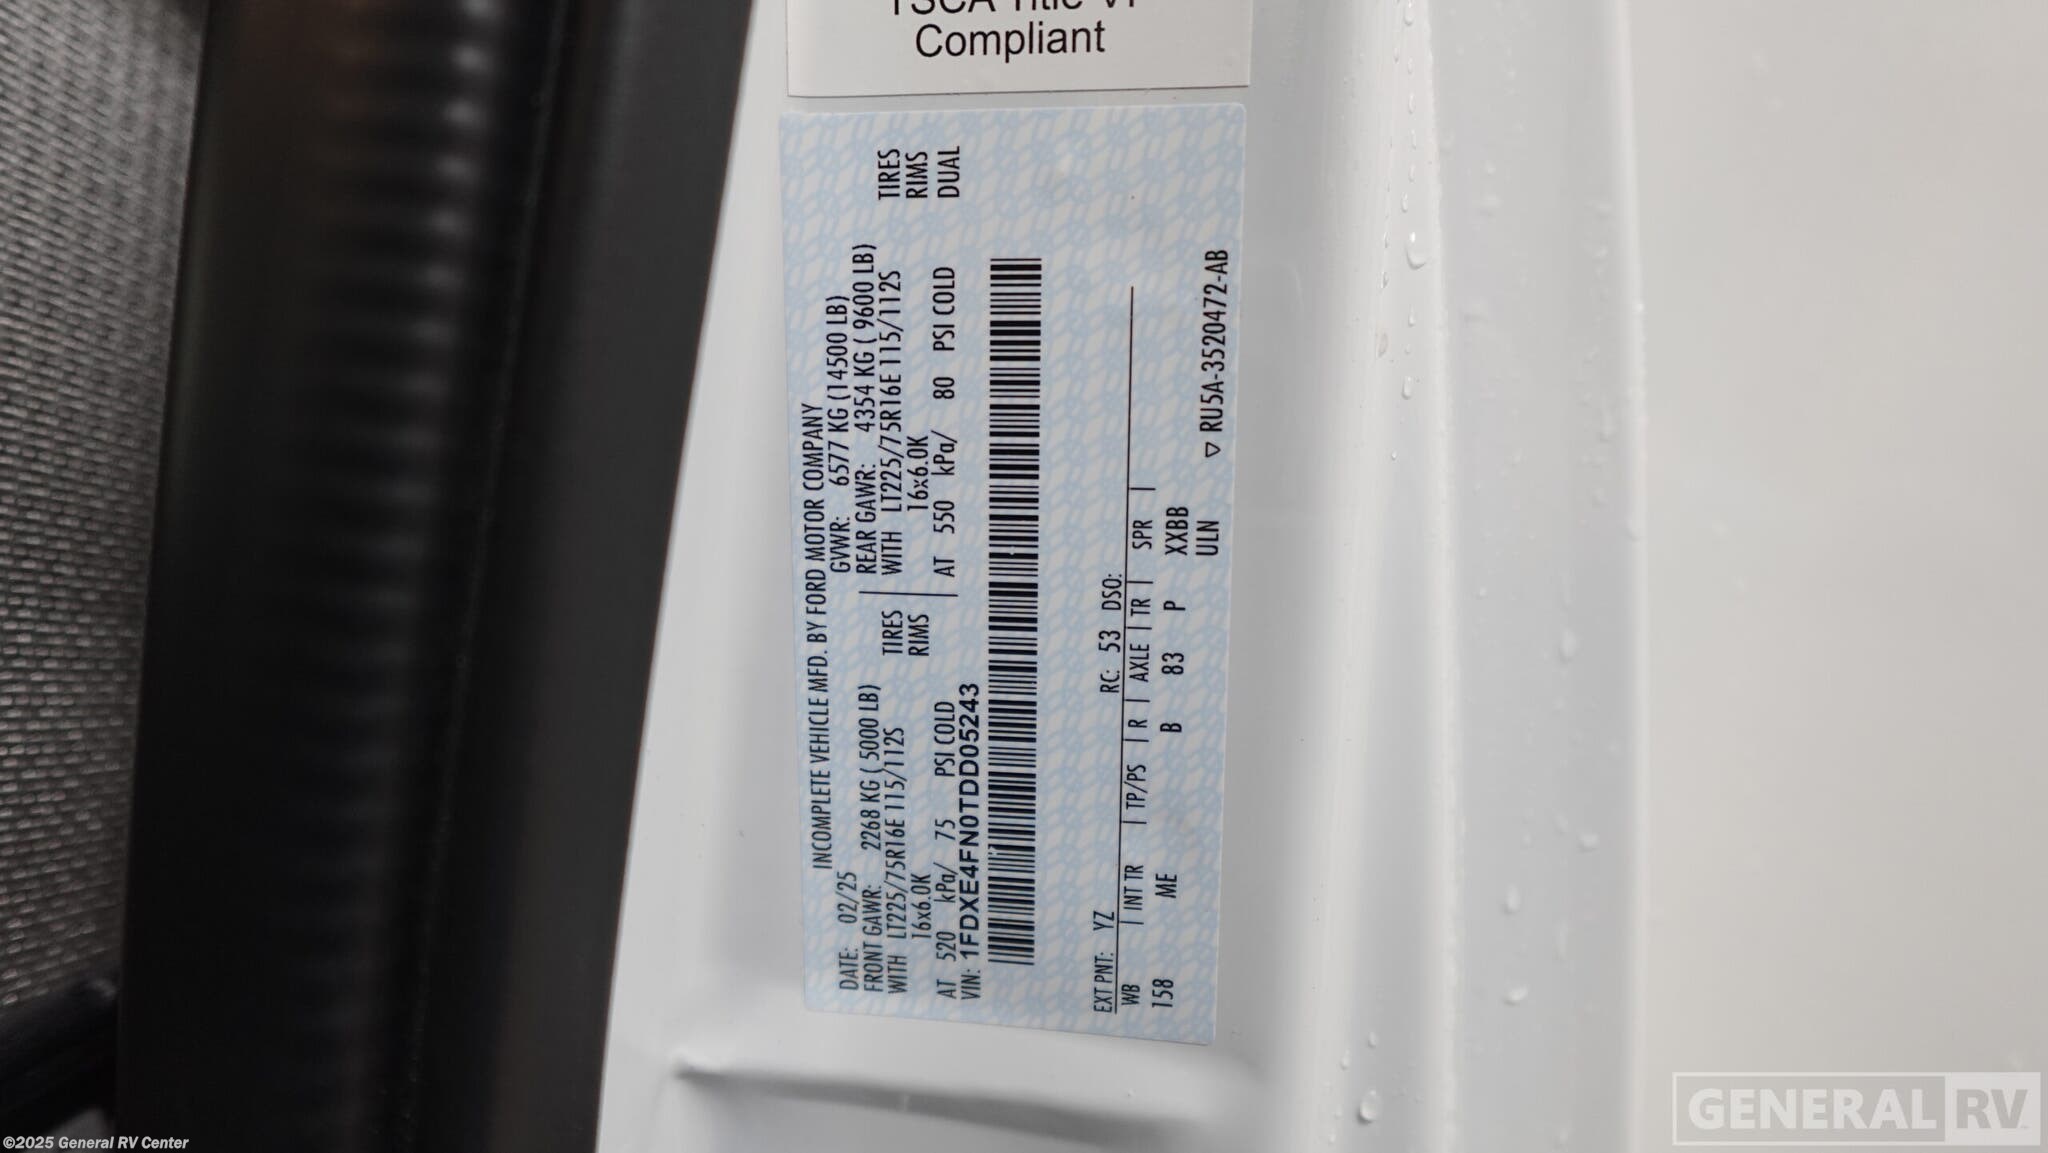 TSCA Title VI
Compliant
INCOMPLETE VEHICLE MFD. BY FORD MOTOR COMPANY
DATE: 02/25 GVWR: 6577 KG (14500 LB)
FRONT GAWR: 2268 KG ( 5000 LB) REAR GAWR: 4354 KG ( 9600 LB)
WITH LT225/75R16E 115/112S TIRES WITH LT225/75R16E 115/112S TIRES
16x6.0K RIMS 16x6.0K RIMS
AT 520 kPa/ 75 PSI COLD AT 550 kPa/ 80 PSI COLD DUAL
VIN: 1FDXE4FN0TDD05243
EXT PNT: YZ RC: 53 DSO:
WB | INT TR | TP/PS | R | AXLE | TR | SPR |
158 ME B 83 P XXBB
ULN
▽ RU5A-3520472-AB
GENERAL RV
©2025 General RV Center